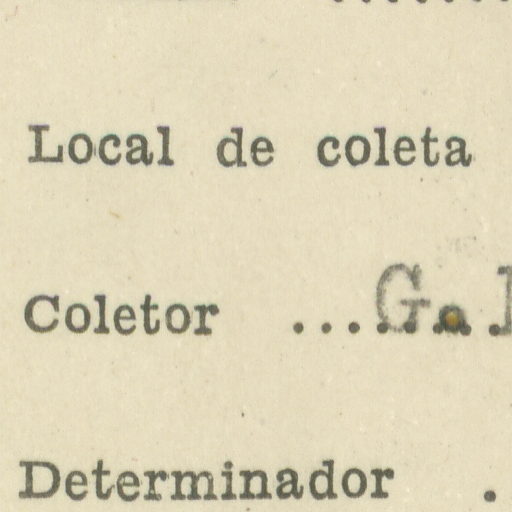 Local de coleta
Coletor ...G.
Determinador .